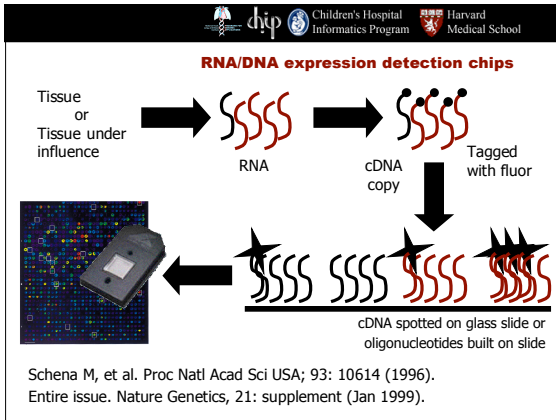 chip
Children's Hospital
Informatics Program
Harvard
Medical School
RNA/DNA expression detection chips
Tissue
or
Tissue under
influence
RNA
cDNA
copy
Tagged
with fluor
cDNA spotted on glass slide or
oligonucleotides built on slide
Schena M, et al. Proc Natl Acad Sci USA; 93: 10614 (1996).
Entire issue. Nature Genetics, 21: supplement (Jan 1999).